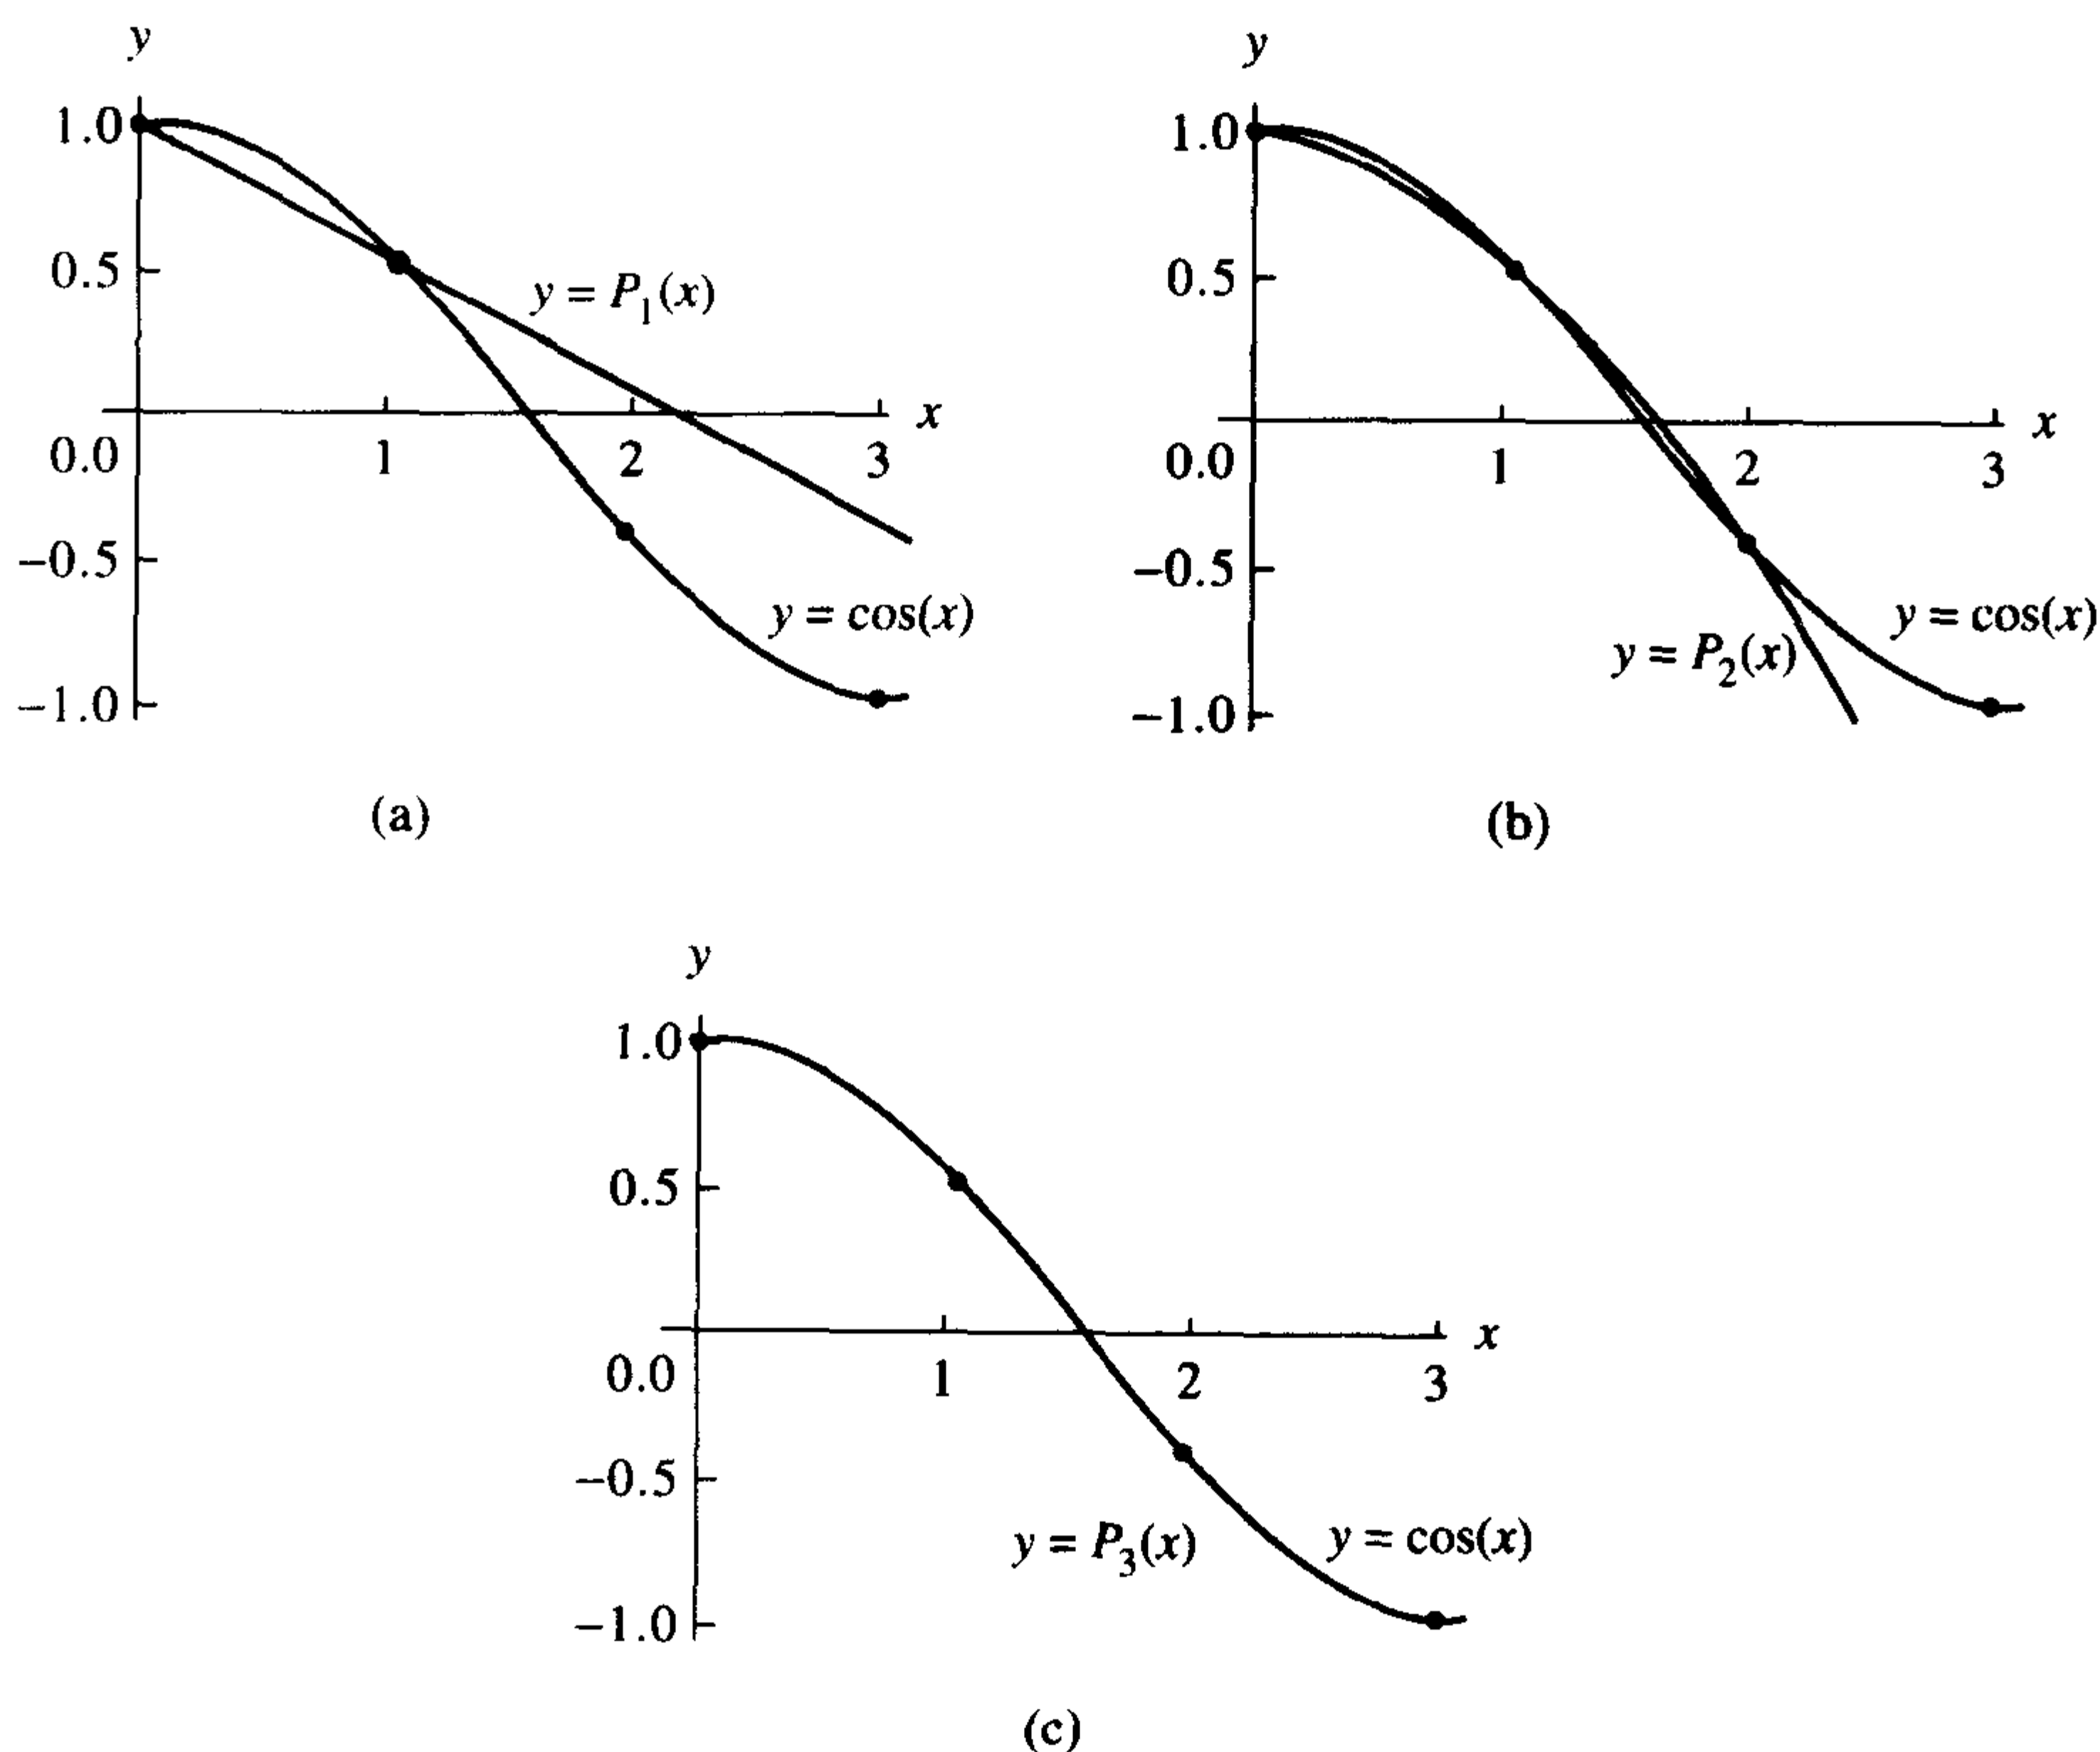 y
1.0
0.5
y = P1(x)
x
0.0
1
2
3
−0.5
y = cos(x)
−1.0
(a)
y
1.0
0.5
x
0.0
1
2
3
−0.5
y = cos(x)
y = P2(x)
−1.0
(b)
y
1.0
0.5
x
0.0
1
2
3
−0.5
y = P3(x)
y = cos(x)
−1.0
(c)